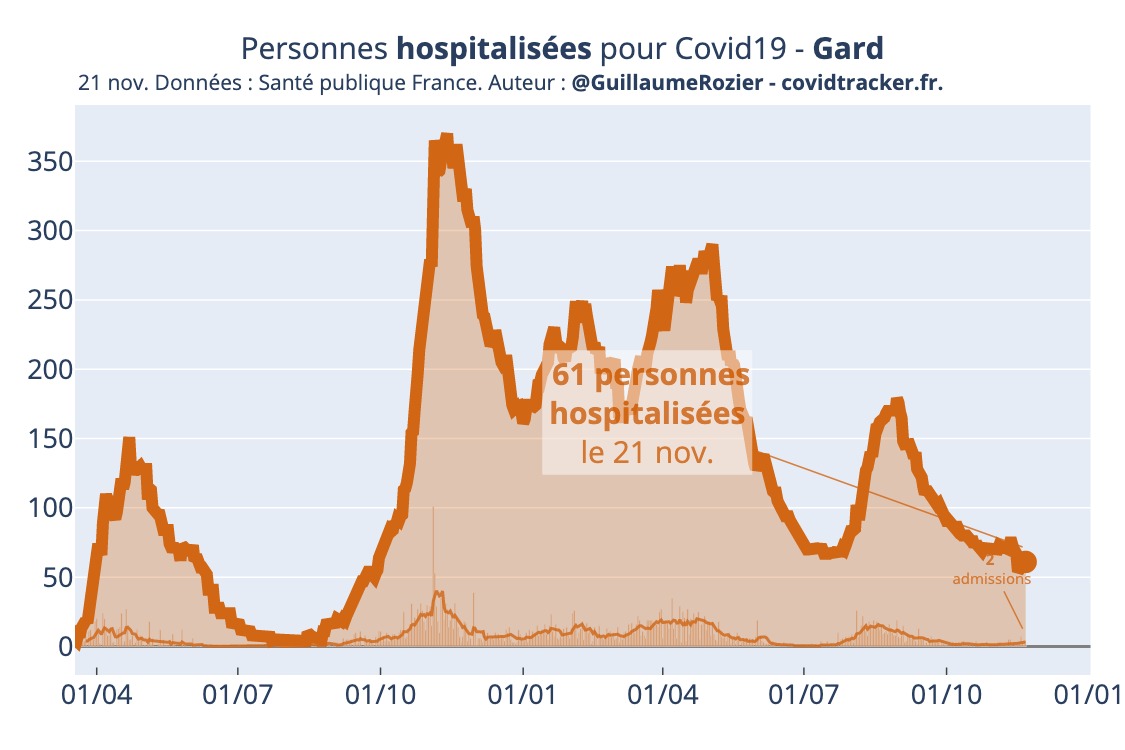 Personnes hospitalisées pour Covid19 - Gard
21 nov. Données : Santé publique France. Auteur : @GuillaumeRozier - covidtracker.fr.
350
300
250
200
150
100
50
0
61 personnes
hospitalisées
le 21 nov.
2
admissions
01/04 01/07 01/10 01/01 01/04 01/07 01/10 01/01